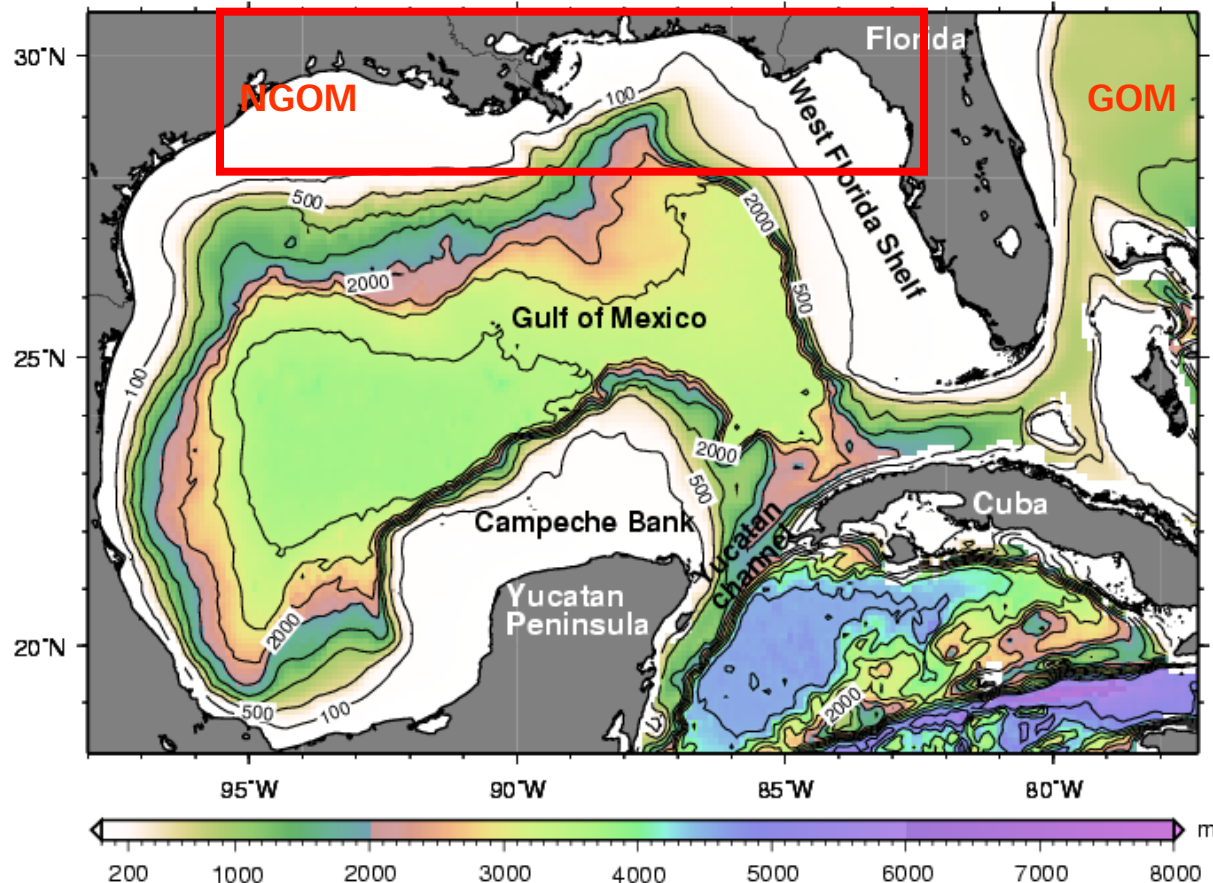 30°N
Florida
NGOM
GOM
100
West Florida Shelf
500
2000
2000
500
Gulf of Mexico
25°N
100
2000
500
Campeche Bank
Cuba
Yucatan
channel
Yucatan
Peninsula
2000
20°N
2000
500
100
95°W
90°W
85°W
80°W
m
200
1000
2000
3000
4000
5000
6000
7000
8000